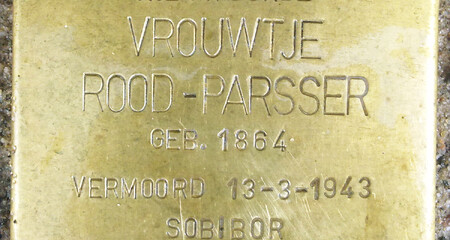 VROUWTJE
ROOD-PARSSER
GEB. 1864
VERMOORD 13-3-1943
SOBIBOR